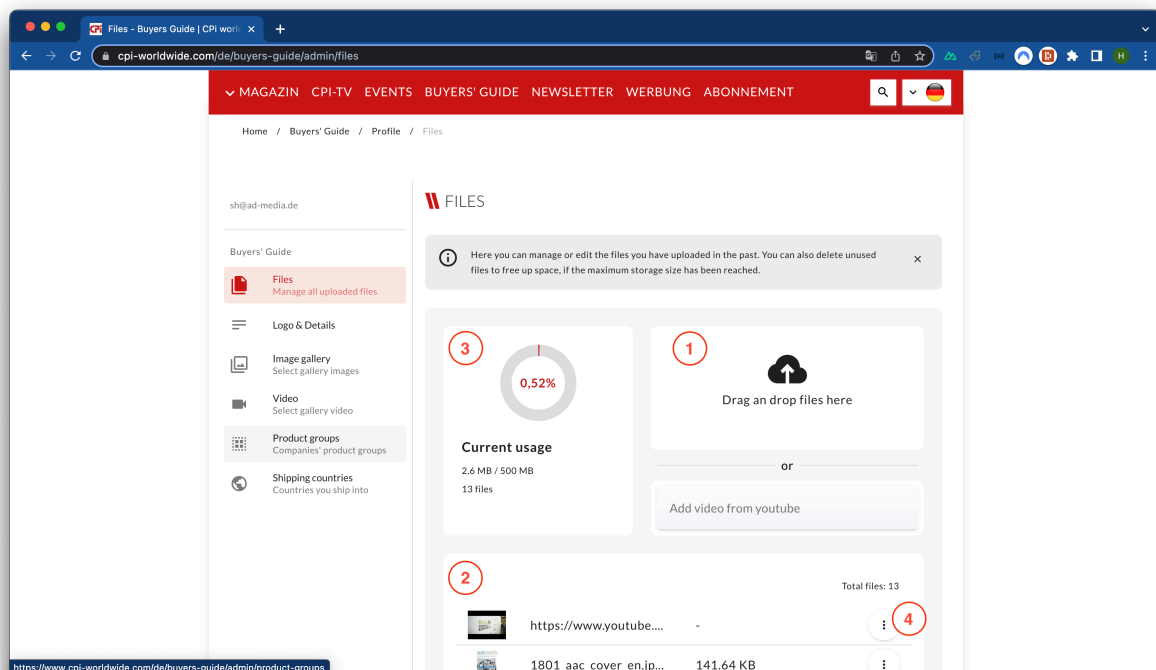 CPi Files - Buyers Guide | CPi worl
cpi-worldwide.com/de/buyers-guide/admin/files
H
MAGAZIN CPI-TV EVENTS BUYERS' GUIDE NEWSLETTER WERBUNG ABONNEMENT
Home / Buyers' Guide / Profile / Files
sh@ad-media.de
Buyers' Guide
Files
Manage all uploaded files
Logo & Details
Image gallery
Select gallery images
Video
Select gallery video
Product groups
Companies' product groups
Shipping countries
Countries you ship into
FILES
Here you can manage or edit the files you have uploaded in the past. You can also delete unused
files to free up space, if the maximum storage size has been reached.
3
0,52%
Current usage
2.6 MB / 500 MB
13 files
1
Drag an drop files here
or
Add video from youtube
2
Total files: 13
https://www.youtube.... -
4
1801_aac_cover_en.jp... 141.64 KB
https://www.cpi-worldwide.com/de/buyers-guide/admin/product-groups